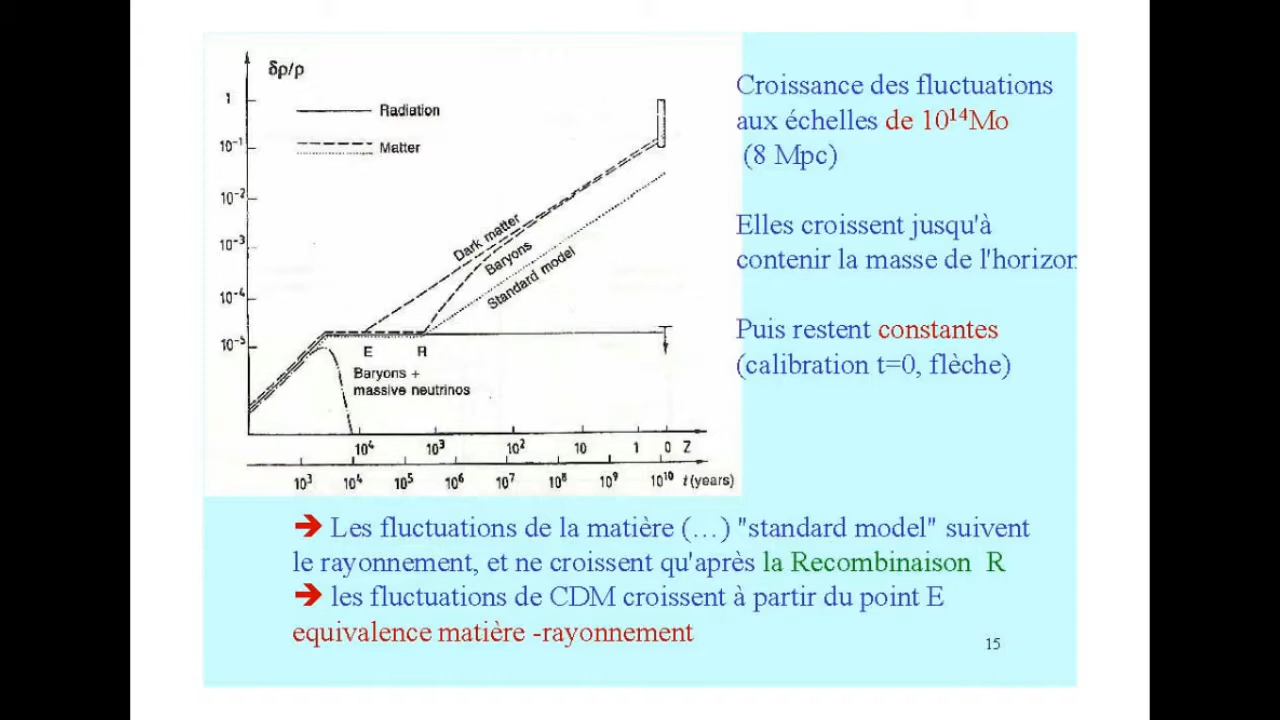 δρ/ρ
1
10⁻¹
10⁻²
10⁻³
10⁻⁴
10⁻⁵
Radiation
Matter
Dark matter
Baryons
Standard model
E R
Baryons +
massive neutrinos
10⁴ 10³ 10² 10 1 0 Z
10³ 10⁴ 10⁵ 10⁶ 10⁷ 10⁸ 10⁹ 10¹⁰ t(years)
Croissance des fluctuations
aux échelles de 10¹⁴Mo
(8 Mpc)
Elles croissent jusqu'à
contenir la masse de l'horizon
Puis restent constantes
(calibration t=0, flèche)
➔ Les fluctuations de la matière (…) "standard model" suivent
le rayonnement, et ne croissent qu'après la Recombinaison R
➔ les fluctuations de CDM croissent à partir du point E
equivalence matière -rayonnement
15